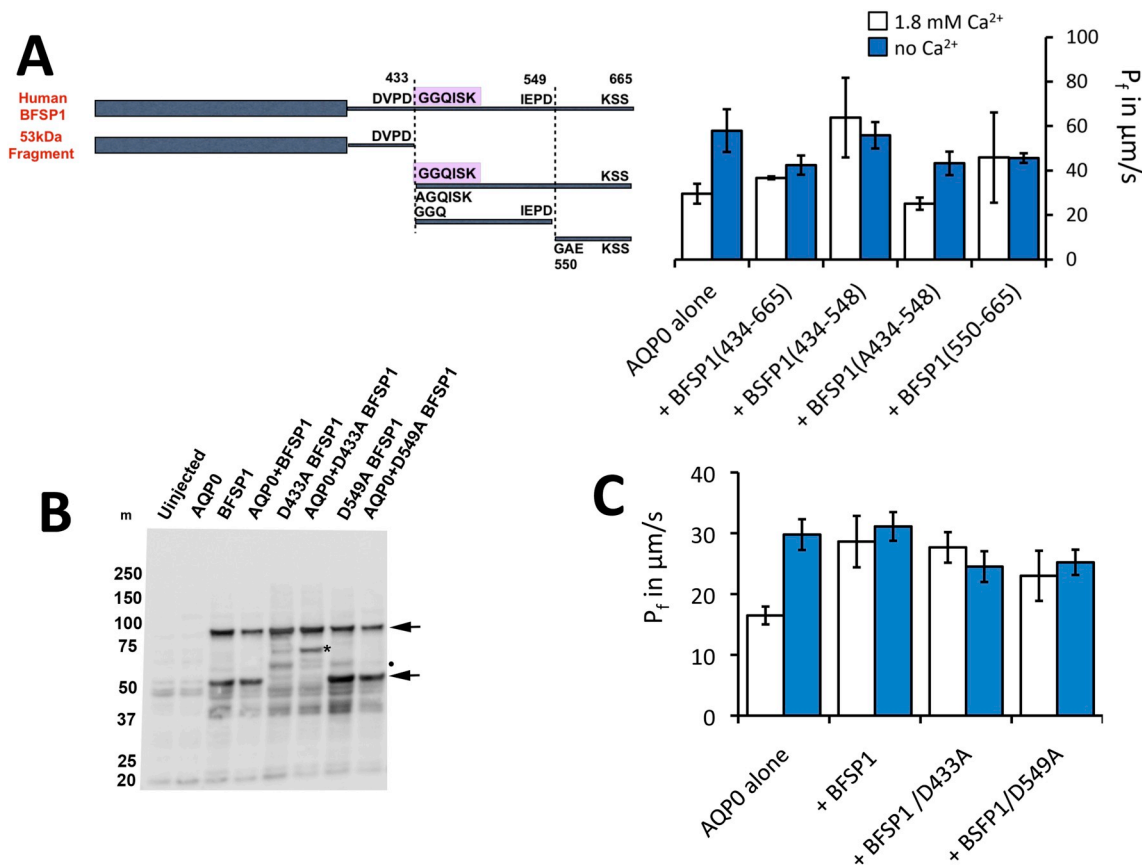 A
433
549
665
Human
BFSP1
DVPD
GGQISK
IEPD
KSS
53kDa
Fragment
DVPD
GGQISK
KSS
AGQISK
GGQ
IEPD
GAE
KSS
550
1.8 mM Ca²⁺
no Ca²⁺
100
80
60
40
20
0
Pf in µm/s
AQP0 alone
+ BFSP1(434-665)
+ BSFP1(434-548)
+ BFSP1(A434-548)
+ BFSP1(550-665)
B
m
Uinjected
AQP0
BFSP1
AQP0+BFSP1
D433A BFSP1
AQP0+D433A BFSP1
D549A BFSP1
AQP0+D549A BFSP1
250
150
100
75
50
37
25
20
*
•
C
Pf in µm/s
40
30
20
10
0
AQP0 alone
+ BFSP1
+ BFSP1 /D433A
+ BSFP1/D549A